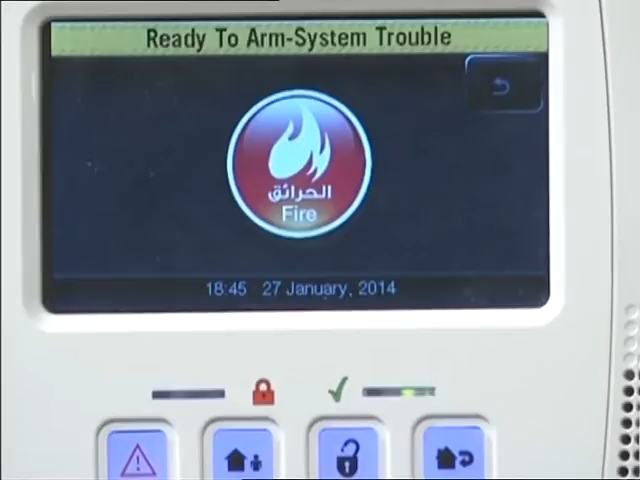 Ready To Arm-System Trouble
الحرائق
Fire
18:45 27 January, 2014